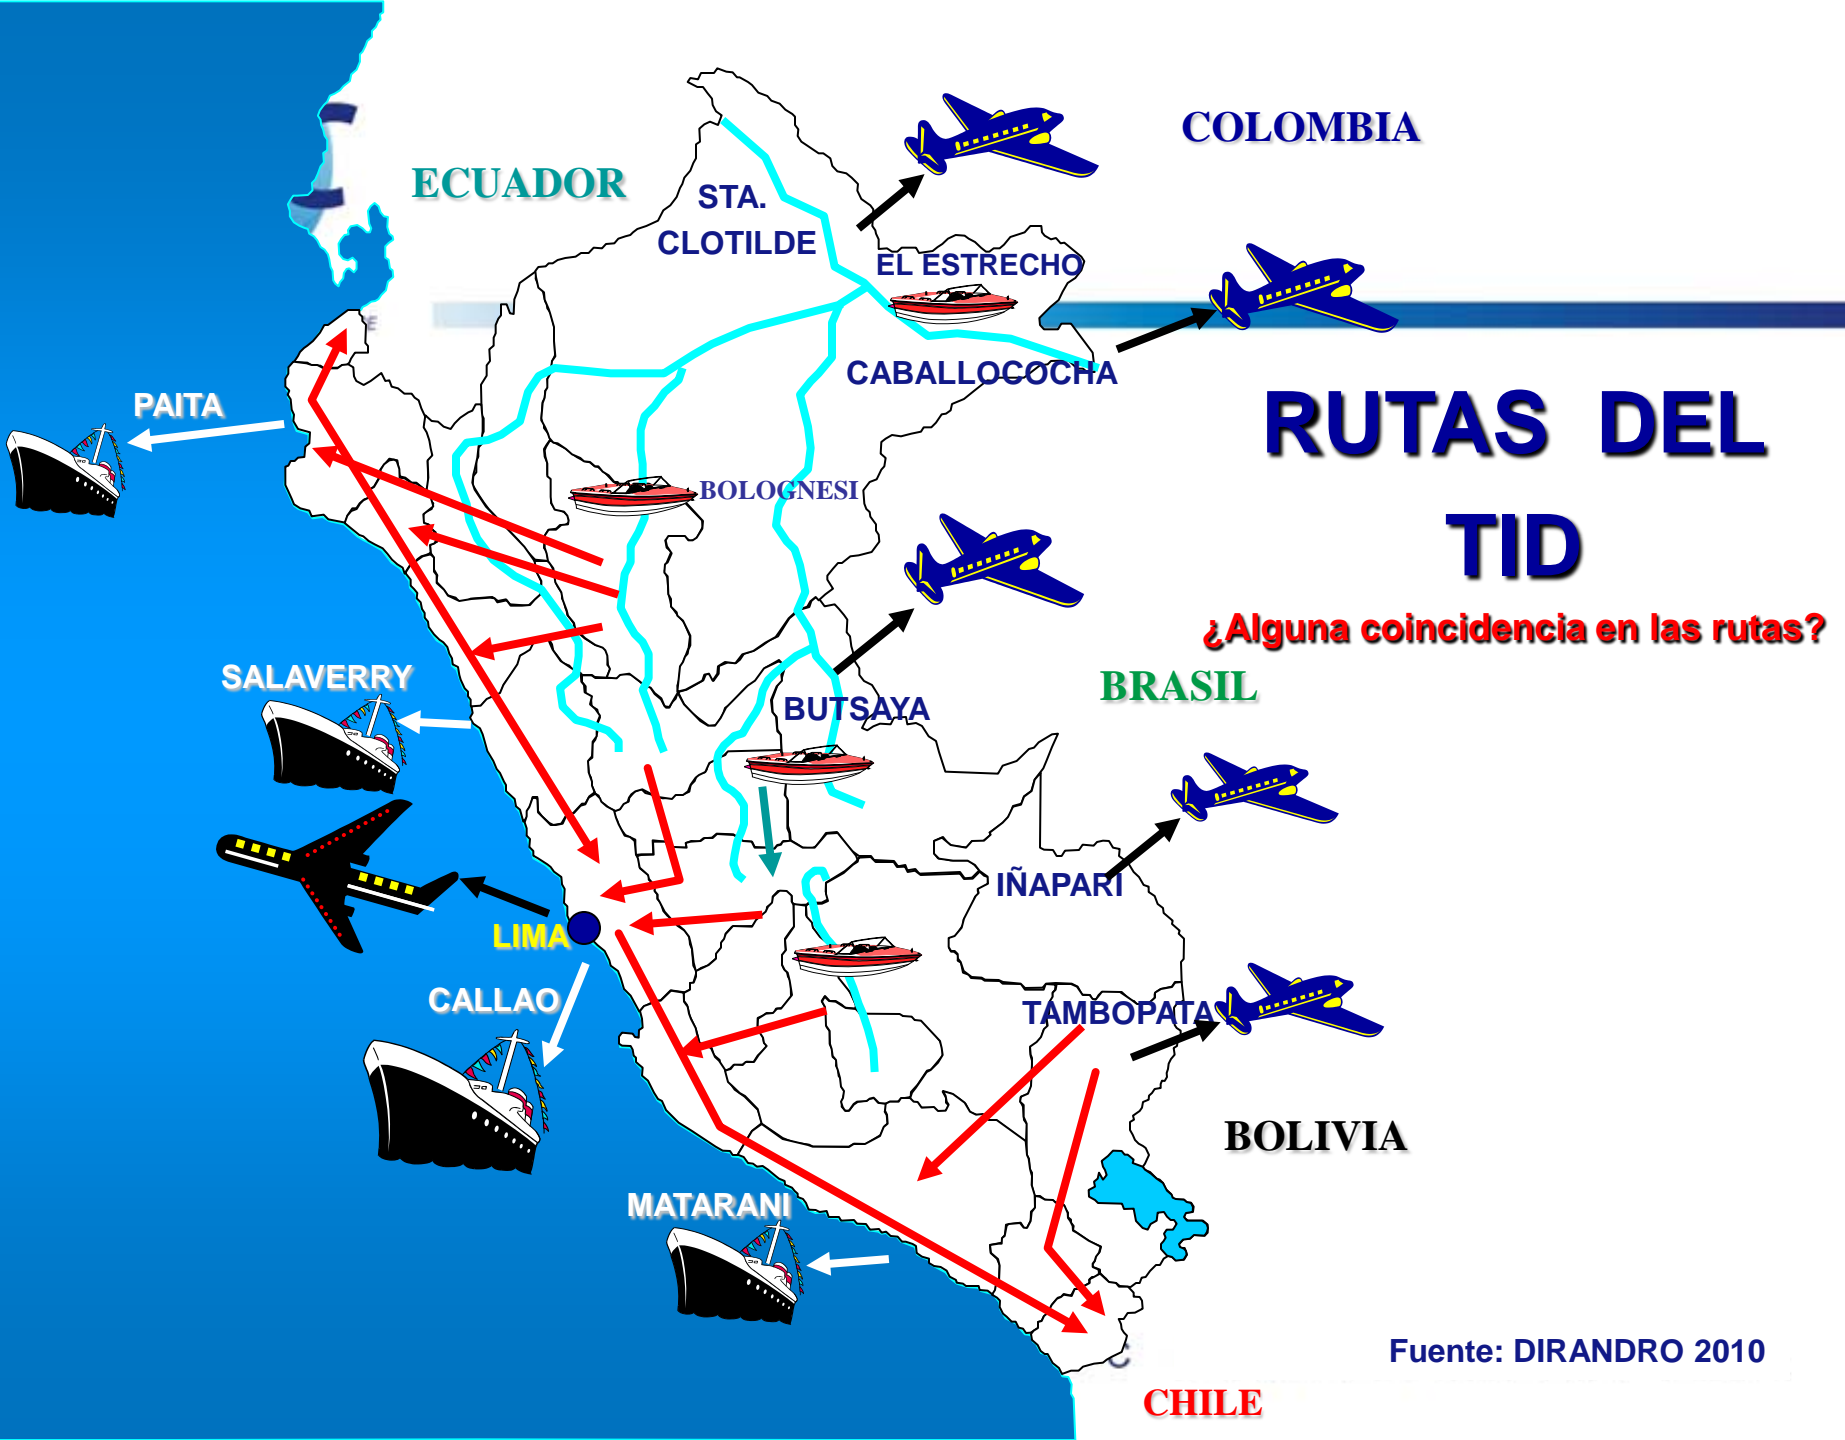 COLOMBIA
ECUADOR
STA.
CLOTILDE
EL ESTRECHO
CABALLOCOCHA
PAITA
RUTAS DEL
TID
BOLOGNESI
¿Alguna coincidencia en las rutas?
SALAVERRY
BRASIL
BUTSAYA
IÑAPARI
LIMA
CALLAO
TAMBOPATA
BOLIVIA
MATARANI
Fuente: DIRANDRO 2010
CHILE